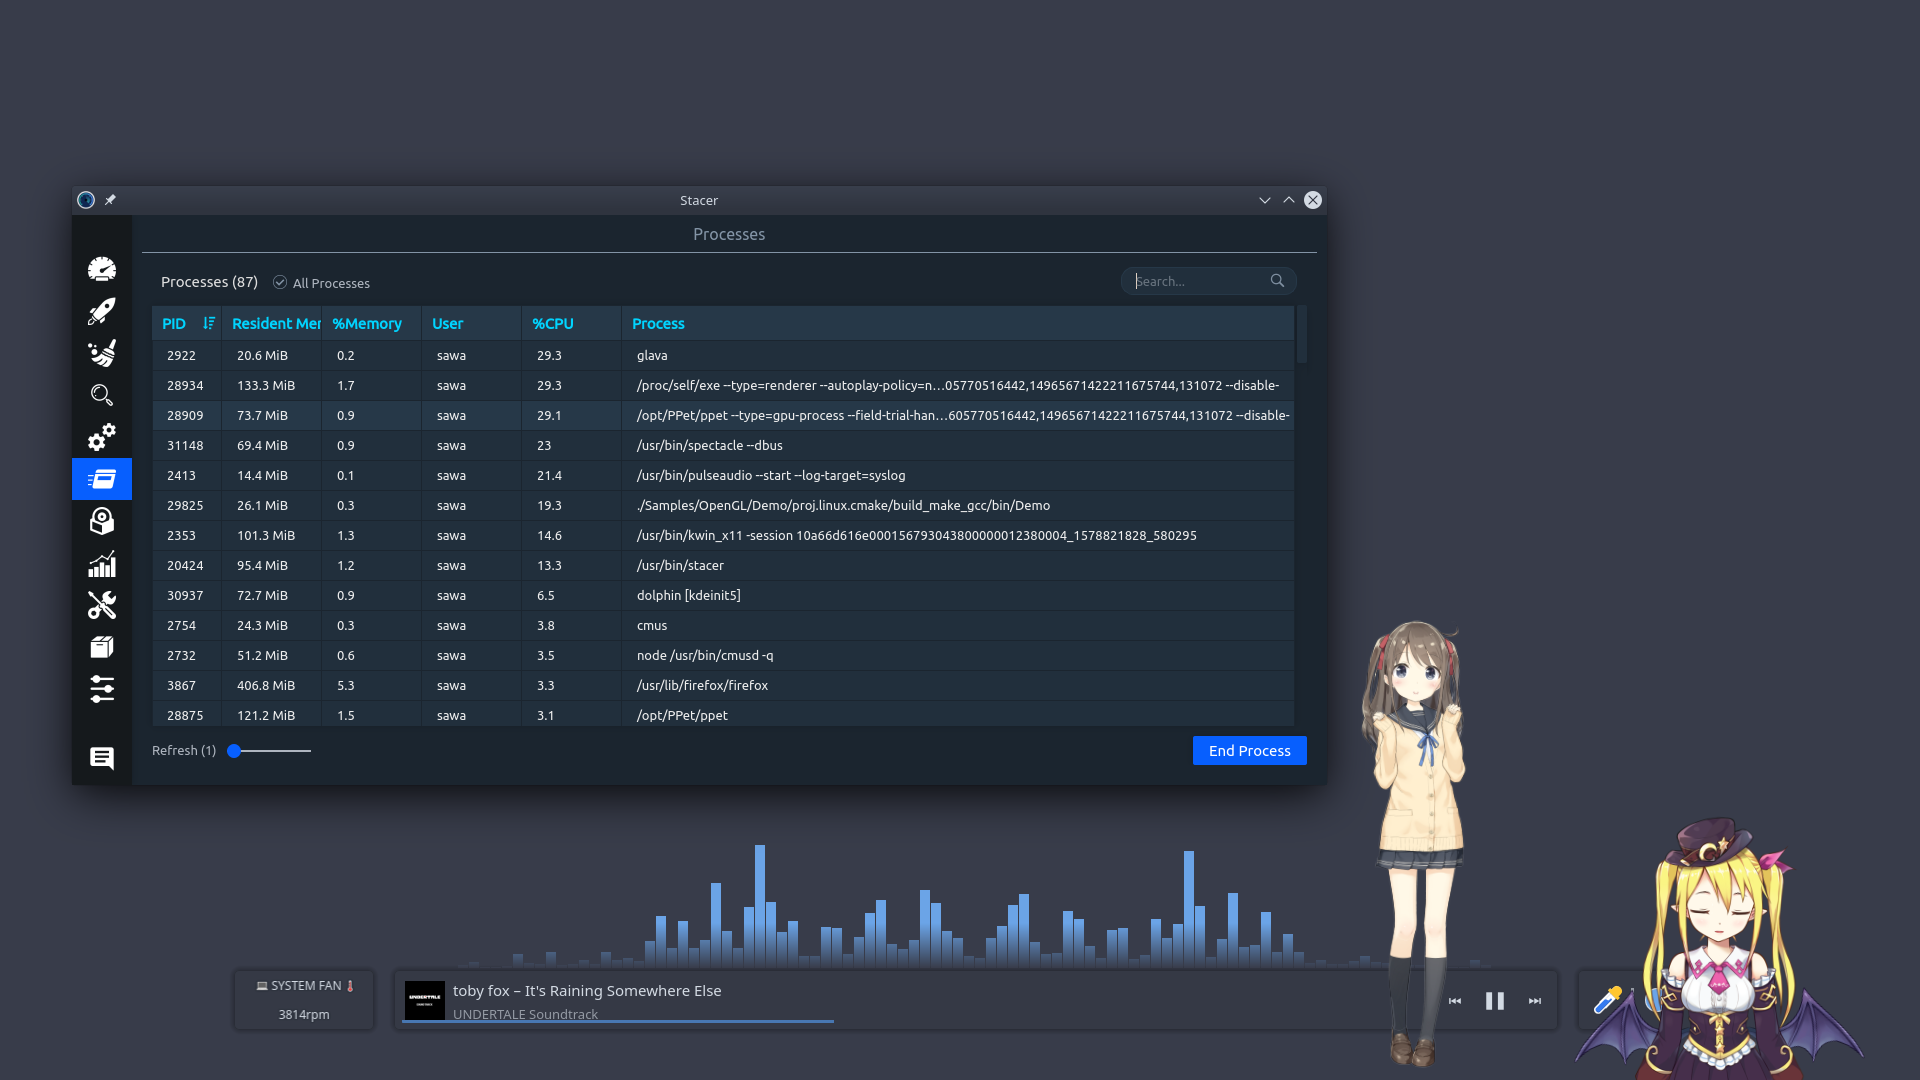 Stacer
Processes
Processes (87)
All Processes
Search...
PID Resident Mer %Memory User %CPU Process
2922 20.6 MiB 0.2 sawa 29.3 glava
28934 133.3 MiB 1.7 sawa 29.3 /proc/self/exe --type=renderer --autoplay-policy=n…05770516442,14965671422211675744,131072 --disable-
28909 73.7 MiB 0.9 sawa 29.1 /opt/PPet/ppet --type=gpu-process --field-trial-han…605770516442,14965671422211675744,131072 --disable-
31148 69.4 MiB 0.9 sawa 23 /usr/bin/spectacle --dbus
2413 14.4 MiB 0.1 sawa 21.4 /usr/bin/pulseaudio --start --log-target=syslog
29825 26.1 MiB 0.3 sawa 19.3 ./Samples/OpenGL/Demo/proj.linux.cmake/build_make_gcc/bin/Demo
2353 101.3 MiB 1.3 sawa 14.6 /usr/bin/kwin_x11 -session 10a66d616e000156793043800000012380004_1578821828_580295
20424 95.4 MiB 1.2 sawa 13.3 /usr/bin/stacer
30937 72.7 MiB 0.9 sawa 6.5 dolphin [kdeinit5]
2754 24.3 MiB 0.3 sawa 3.8 cmus
2732 51.2 MiB 0.6 sawa 3.5 node /usr/bin/cmusd -q
3867 406.8 MiB 5.3 sawa 3.3 /usr/lib/firefox/firefox
28875 121.2 MiB 1.5 sawa 3.1 /opt/PPet/ppet
Refresh (1)
End Process
SYSTEM FAN
3814rpm
UNDERTALE
toby fox – It's Raining Somewhere Else
UNDERTALE Soundtrack